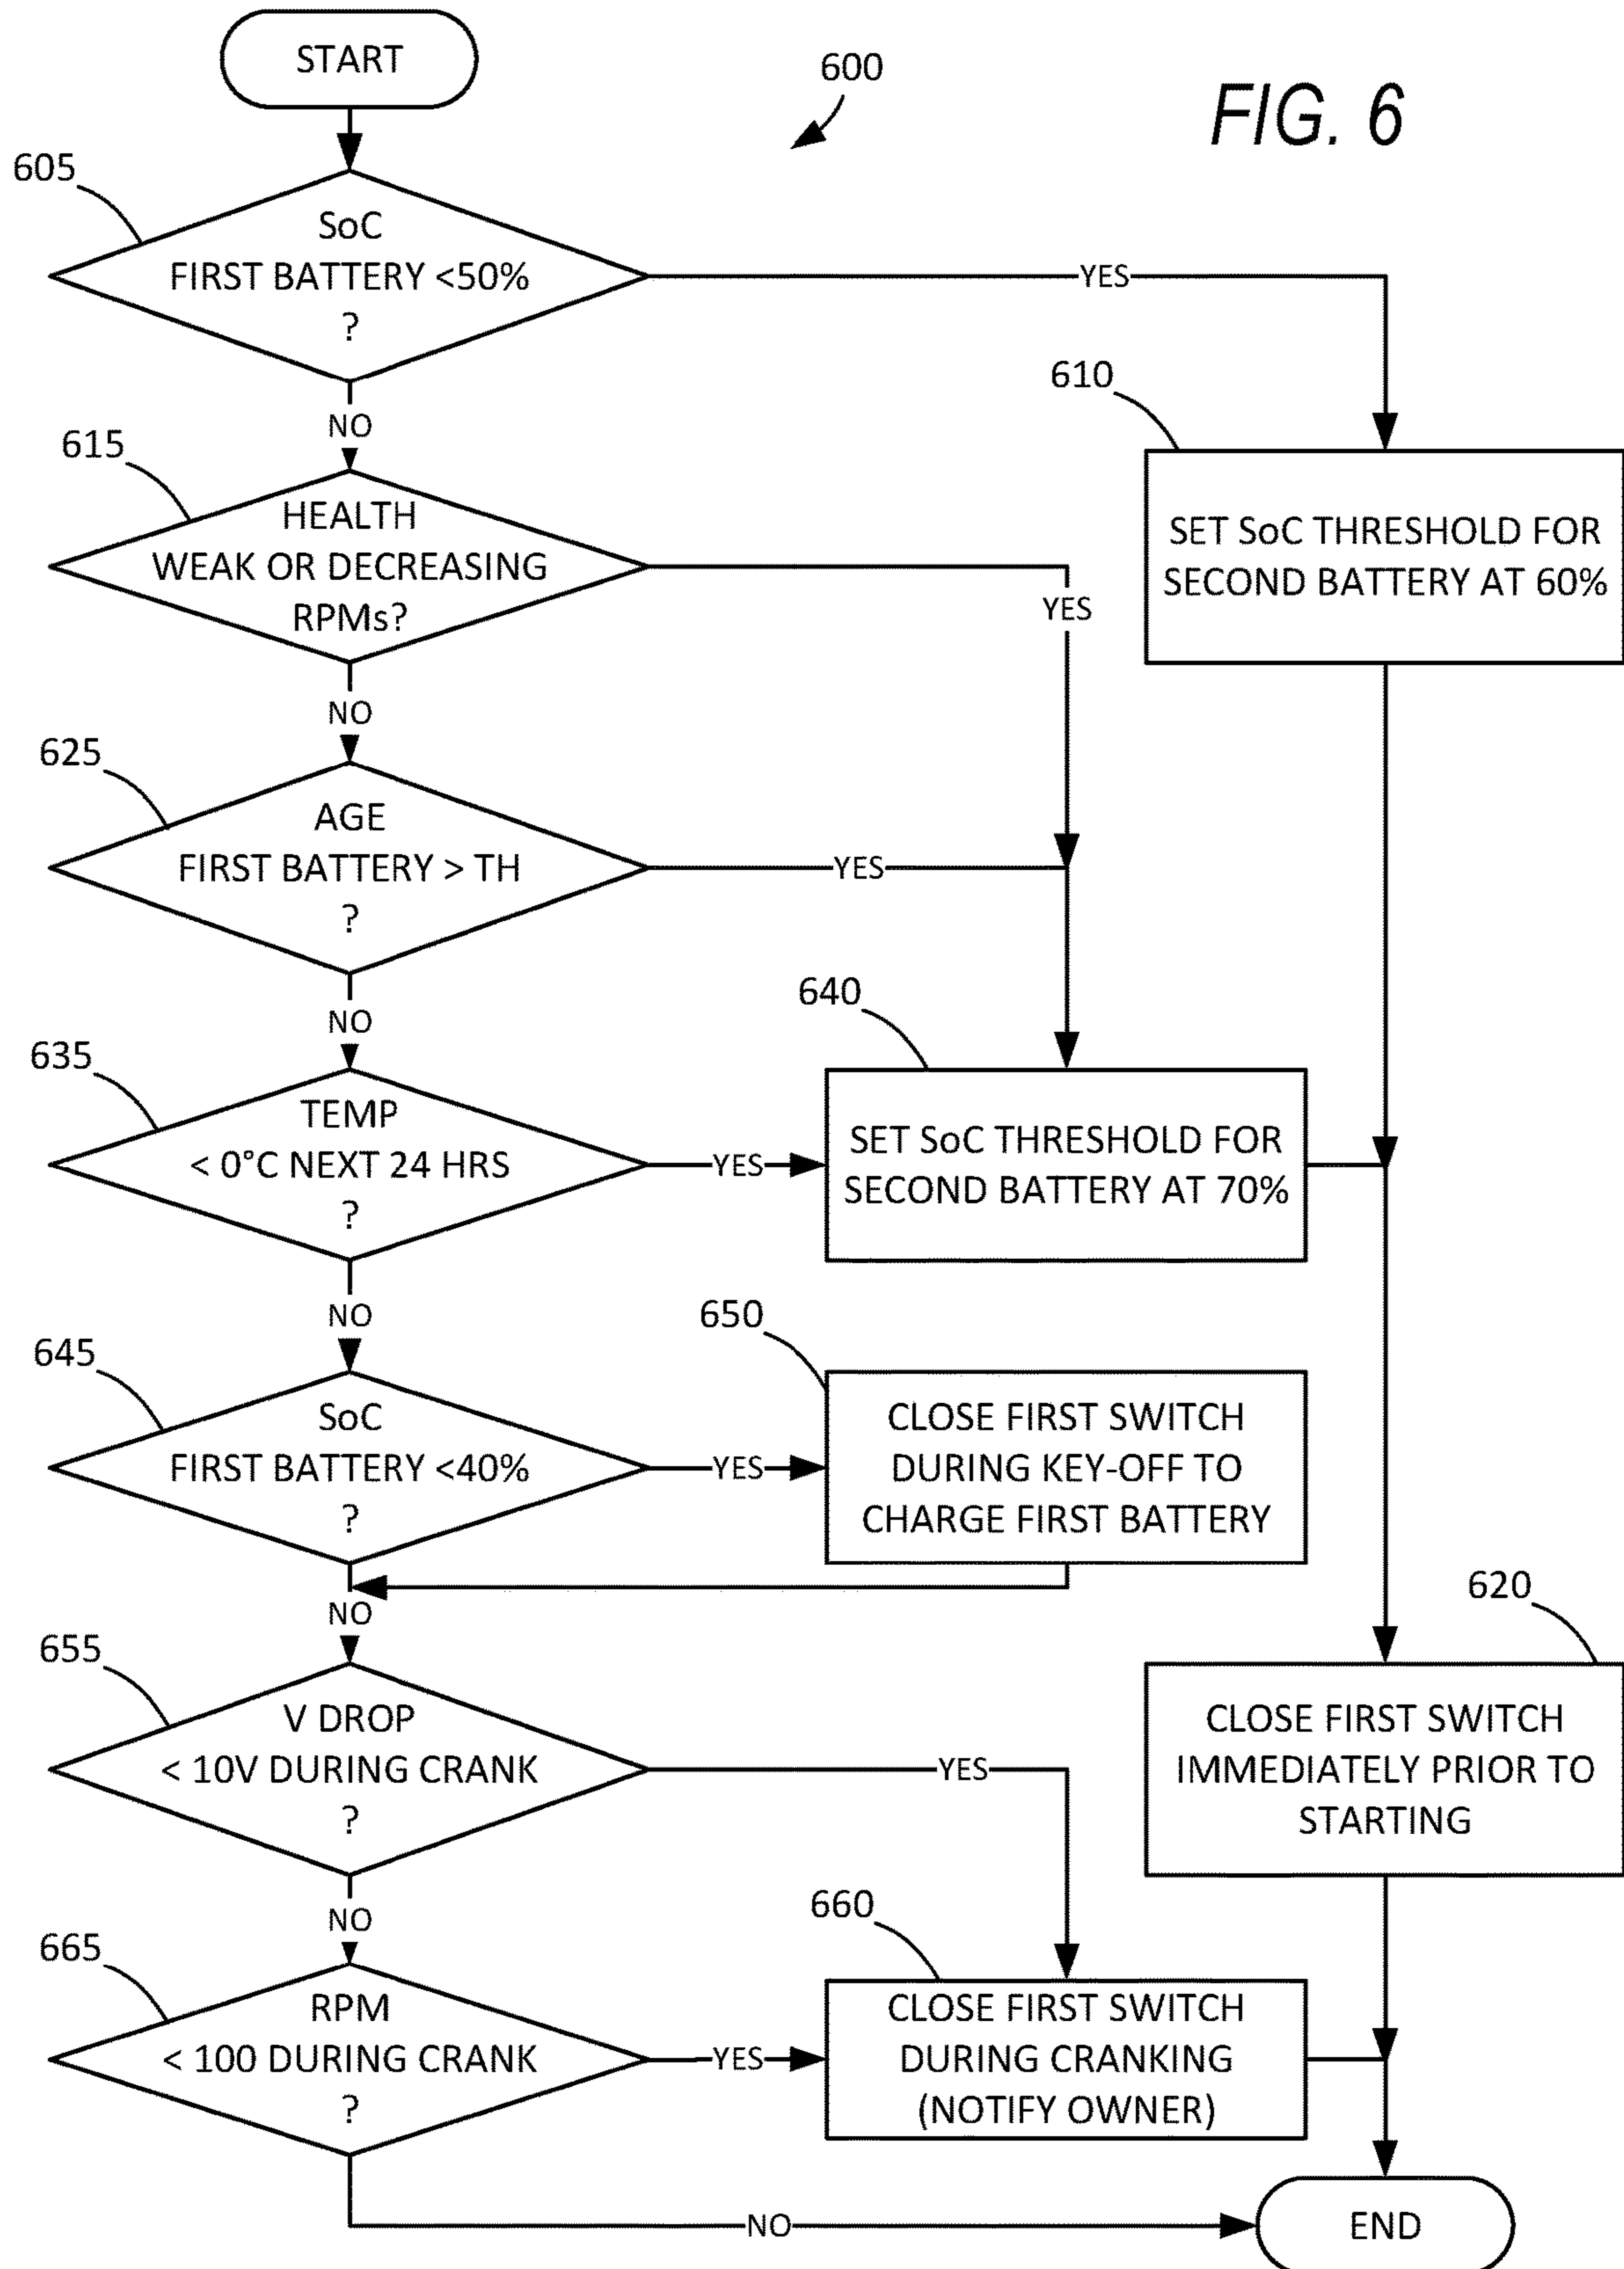 START
600
FIG. 6
605
SoC
FIRST BATTERY <50%
?
YES
NO
610
SET SoC THRESHOLD FOR
SECOND BATTERY AT 60%
615
HEALTH
WEAK OR DECREASING
RPMs?
YES
NO
625
AGE
FIRST BATTERY > TH
?
YES
NO
635
TEMP
< 0°C NEXT 24 HRS
?
YES
NO
640
SET SoC THRESHOLD FOR
SECOND BATTERY AT 70%
645
SoC
FIRST BATTERY <40%
?
YES
NO
650
CLOSE FIRST SWITCH
DURING KEY-OFF TO
CHARGE FIRST BATTERY
620
CLOSE FIRST SWITCH
IMMEDIATELY PRIOR TO
STARTING
655
V DROP
< 10V DURING CRANK
?
YES
NO
660
CLOSE FIRST SWITCH
DURING CRANKING
(NOTIFY OWNER)
665
RPM
< 100 DURING CRANK
?
YES
NO
END